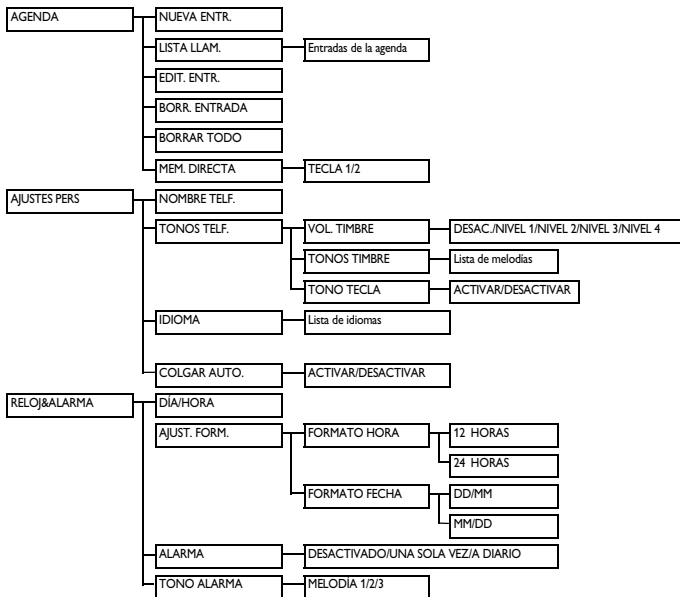 AGENDA NUEVA ENTR.
LISTA LLAM. Entradas de la agenda
EDIT. ENTR.
BORR. ENTRADA
BORRAR TODO
MEM. DIRECTA TECLA 1/2
AJUSTES PERS NOMBRE TELF.
TONOS TELF. VOL. TIMBRE DESAC./NIVEL 1/NIVEL 2/NIVEL 3/NIVEL 4
TONOS TIMBRE Lista de melodías
TONO TECLA ACTIVAR/DESACTIVAR
IDIOMA Lista de idiomas
COLGAR AUTO. ACTIVAR/DESACTIVAR
RELOJ&ALARMA DÍA/HORA
AJUST. FORM. FORMATO HORA 12 HORAS
24 HORAS
FORMATO FECHA DD/MM
MM/DD
ALARMA DESACTIVADO/UNA SOLA VEZ/A DIARIO
TONO ALARMA MELODÍA 1/2/3